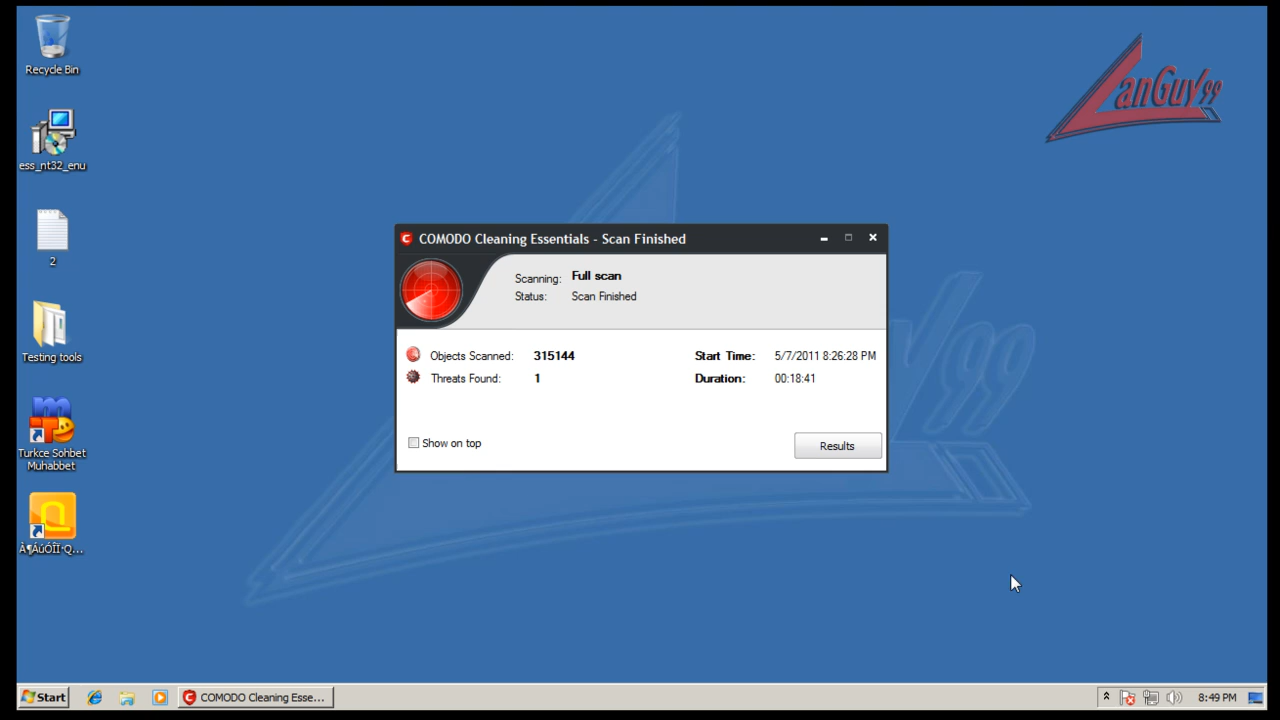 Recycle Bin
ess_nt32_enu
2
Testing tools
Turkce Sohbet
Muhabbet
À¶ÁúÓÎÏ·Q...
LanGuy99
COMODO Cleaning Essentials - Scan Finished
Scanning: Full scan
Status: Scan Finished
Objects Scanned: 315144
Start Time: 5/7/2011 8:26:28 PM
Threats Found: 1
Duration: 00:18:41
Show on top
Results
Start
COMODO Cleaning Esse...
8:49 PM